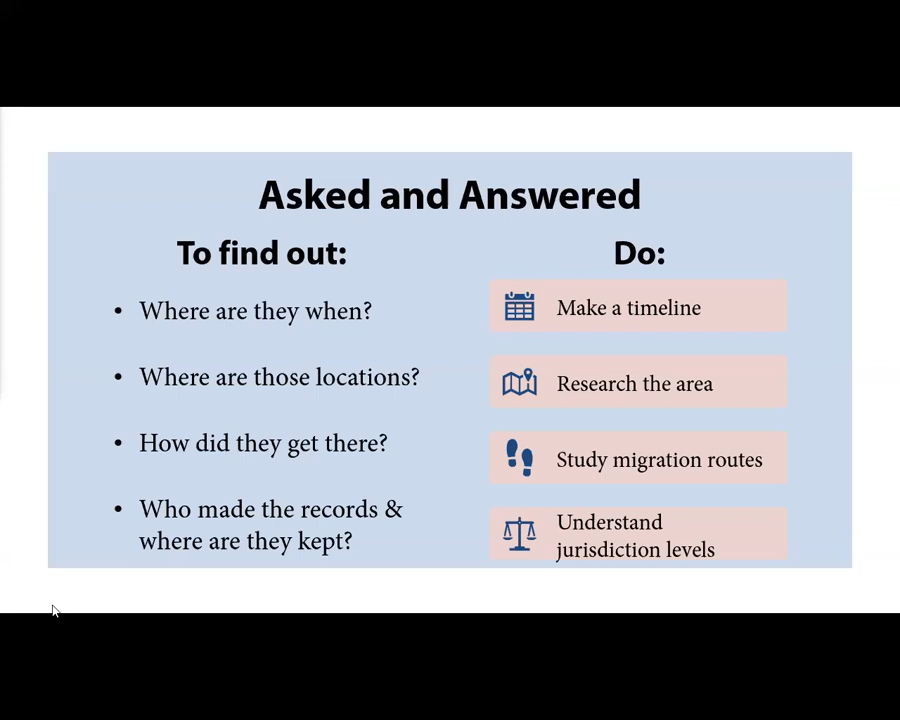 Asked and Answered
To find out:
• Where are they when?
• Where are those locations?
• How did they get there?
• Who made the records &
where are they kept?
Do:
Make a timeline
Research the area
Study migration routes
Understand
jurisdiction levels